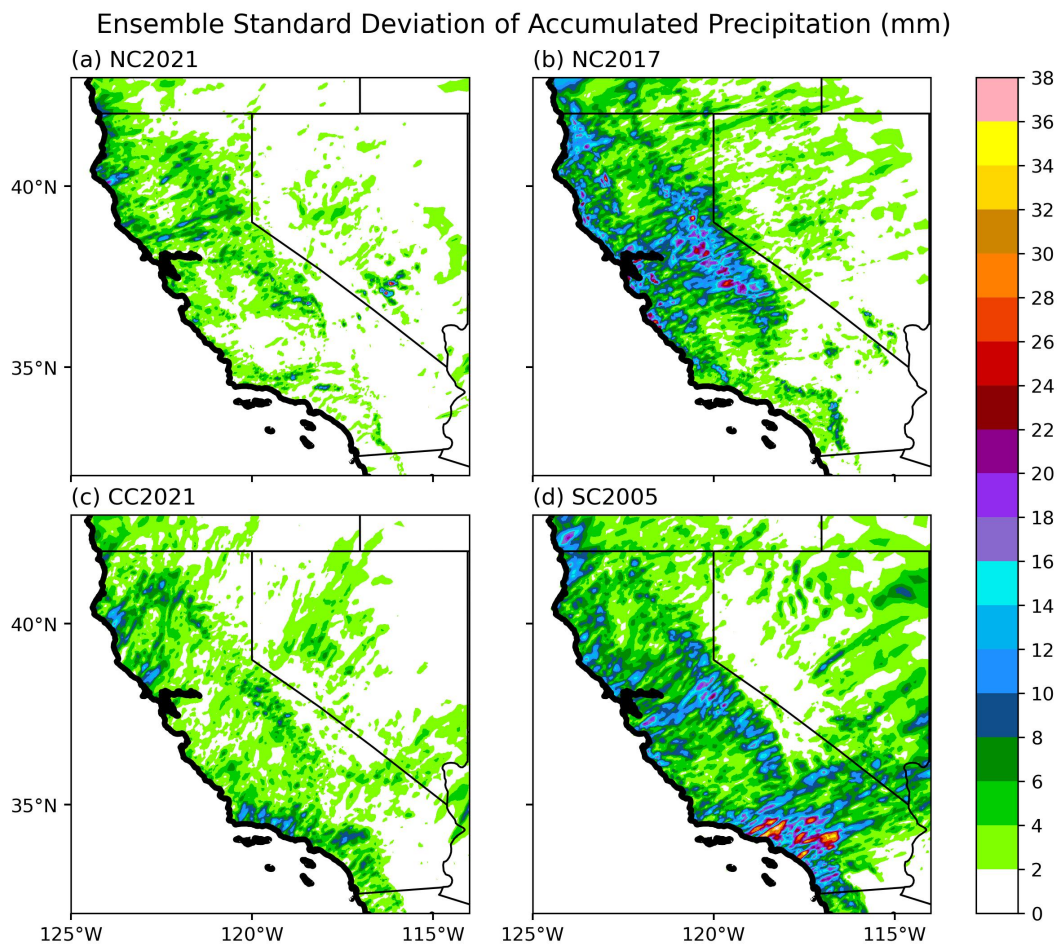 Ensemble Standard Deviation of Accumulated Precipitation (mm)
(a) NC2021
(b) NC2017
40°N
35°N
(c) CC2021
(d) SC2005
40°N
35°N
125°W 120°W 115°W
125°W 120°W 115°W
38
36
34
32
30
28
26
24
22
20
18
16
14
12
10
8
6
4
2
0